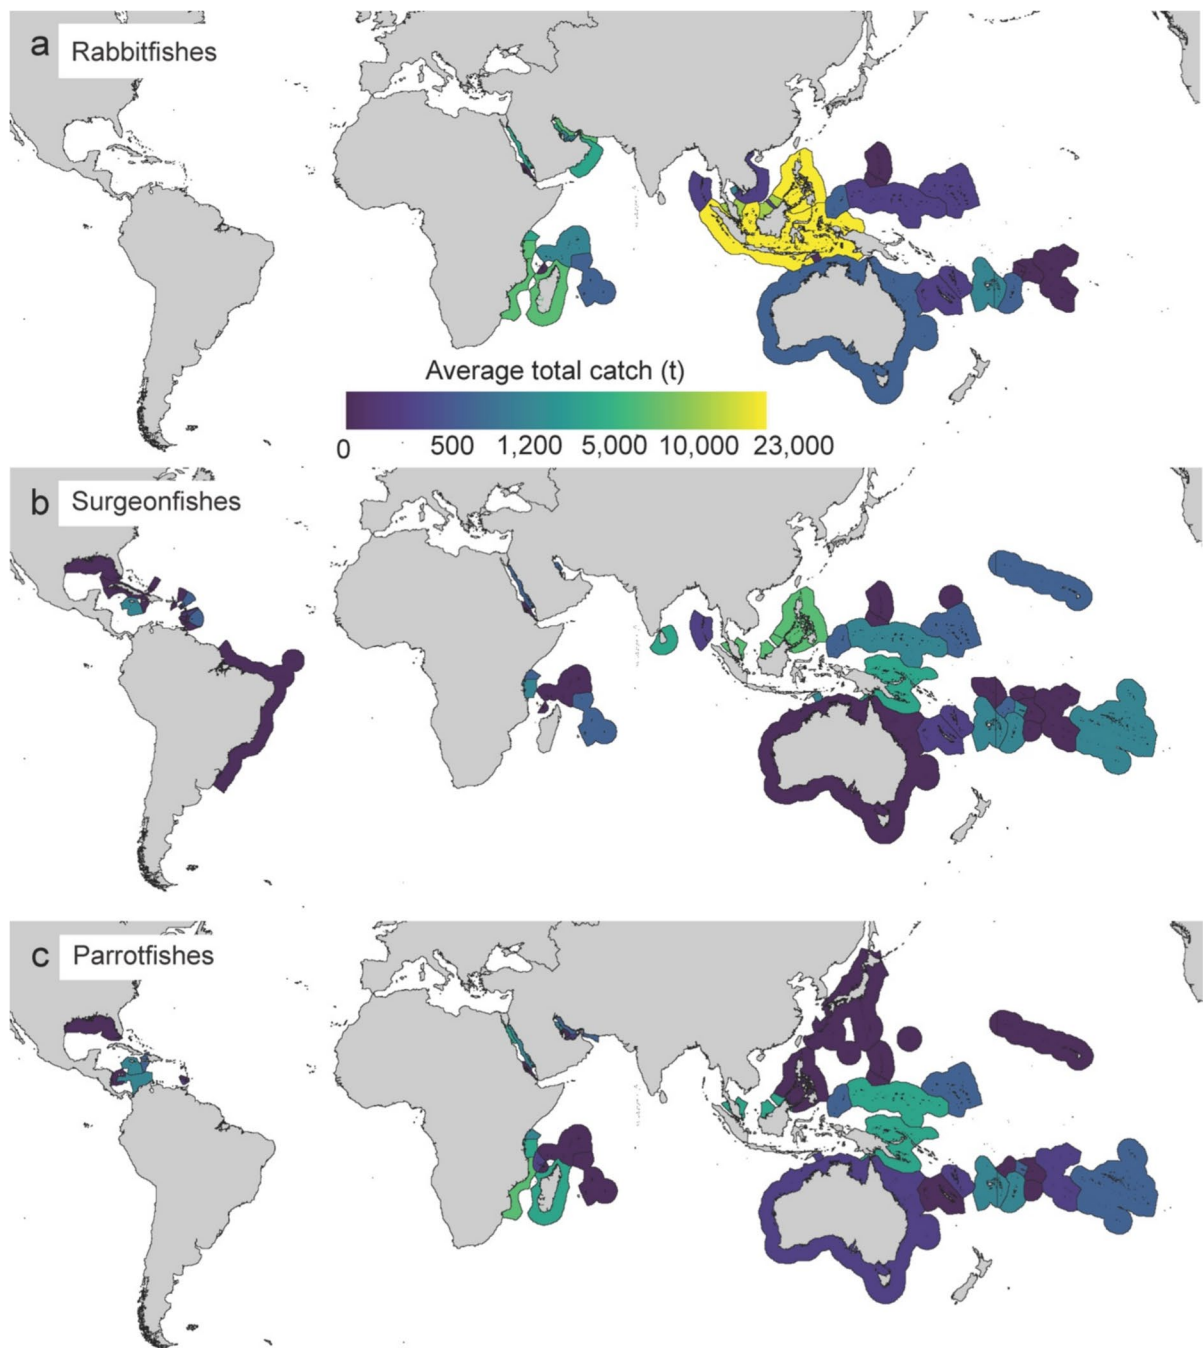 a Rabbitfishes
Average total catch (t)
0 500 1,200 5,000 10,000 23,000
b Surgeonfishes
c Parrotfishes